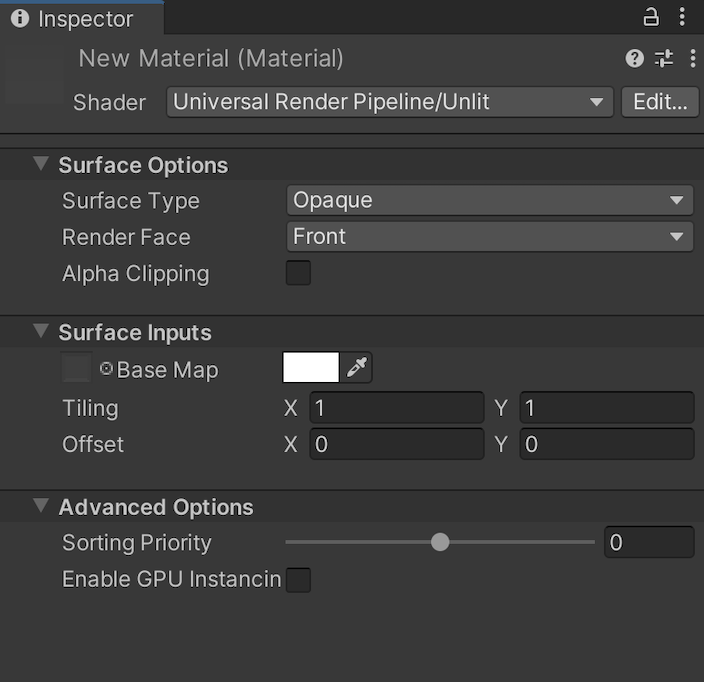 Inspector
New Material (Material)
Shader Universal Render Pipeline/Unlit Edit...
Surface Options
Surface Type Opaque
Render Face Front
Alpha Clipping
Surface Inputs
Base Map
Tiling X 1 Y 1
Offset X 0 Y 0
Advanced Options
Sorting Priority 0
Enable GPU Instancin